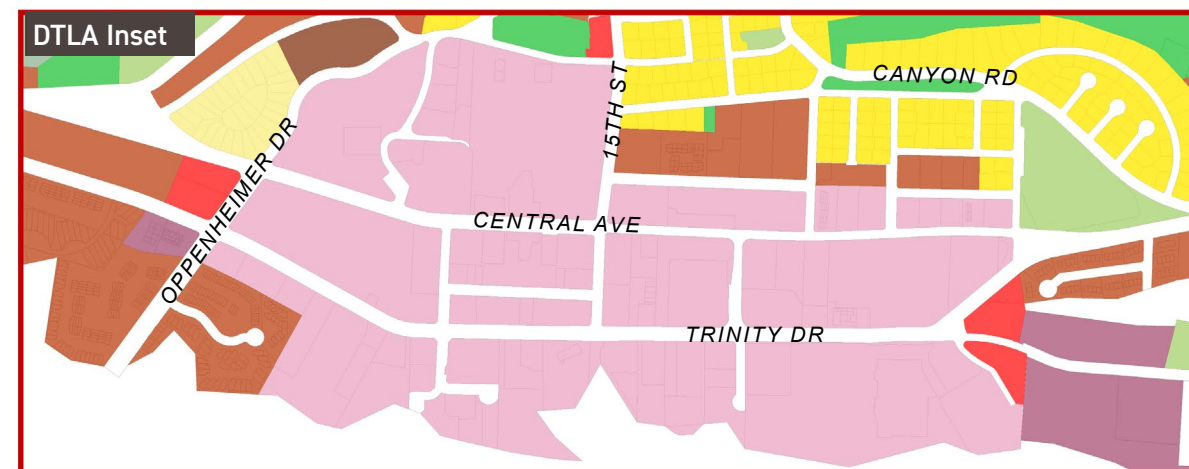 DTLA Inset
CANYON RD
15TH ST
OPPENHEIMER DR
CENTRAL AVE
TRINITY DR